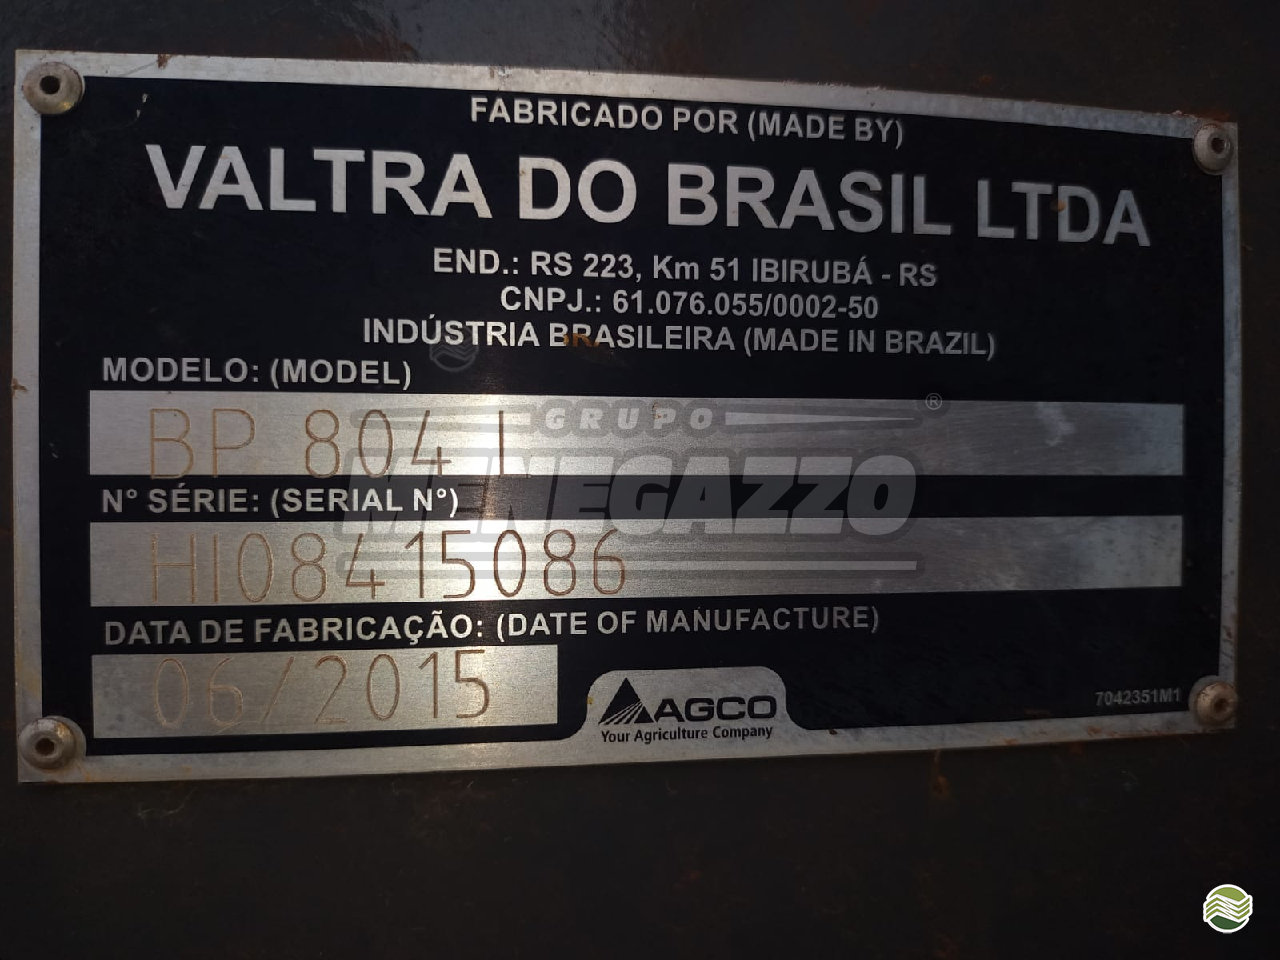 FABRICADO POR (MADE BY)
VALTRA DO BRASIL LTDA
END.: RS 223, Km 51 IBIRUBÁ - RS
CNPJ.: 61.076.055/0002-50
INDÚSTRIA BRASILEIRA (MADE IN BRAZIL)
MODELO: (MODEL)
BP 804 L
GRUPO
MENEGAZZO
®
N° SÉRIE: (SERIAL N°)
HI08415086
DATA DE FABRICAÇÃO: (DATE OF MANUFACTURE)
06/2015
AGCO
Your Agriculture Company
7042351M1